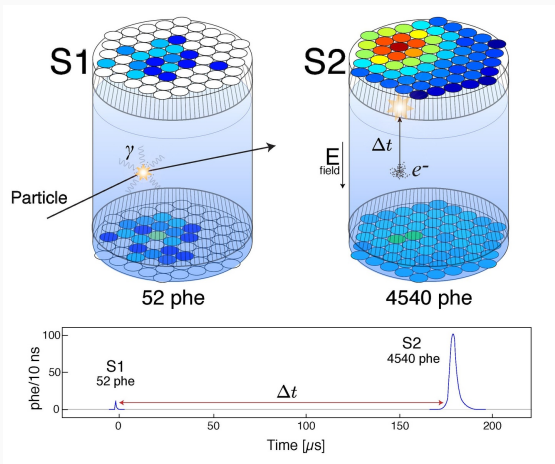 S1
S2
γ
Particle
E
field
Δt
e-
52 phe
4540 phe
phe/10 ns
100
50
0
S1
52 phe
S2
4540 phe
Δt
0
50
100
150
200
Time [μs]